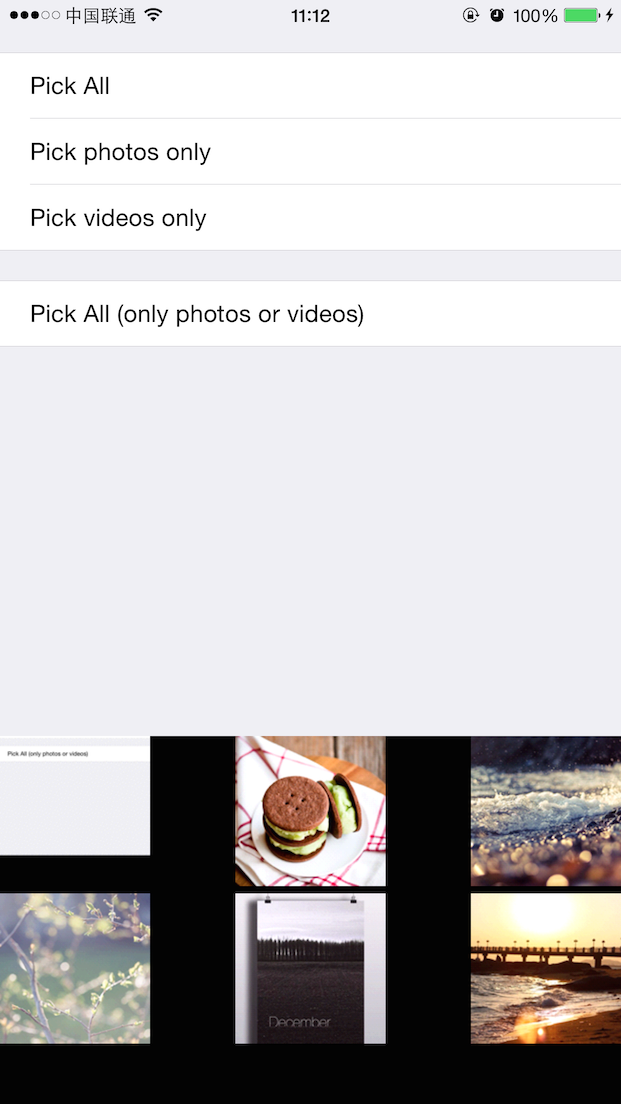 中国联通 11:12 100%
Pick All
Pick photos only
Pick videos only
Pick All (only photos or videos)
Pick All (only photos or videos)
December